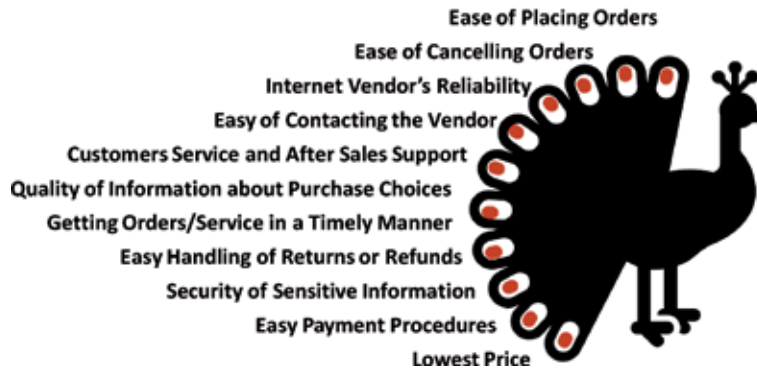 Ease of Placing Orders
Ease of Cancelling Orders
Internet Vendor's Reliability
Easy of Contacting the Vendor
Customers Service and After Sales Support
Quality of Information about Purchase Choices
Getting Orders/Service in a Timely Manner
Easy Handling of Returns or Refunds
Security of Sensitive Information
Easy Payment Procedures
Lowest Price